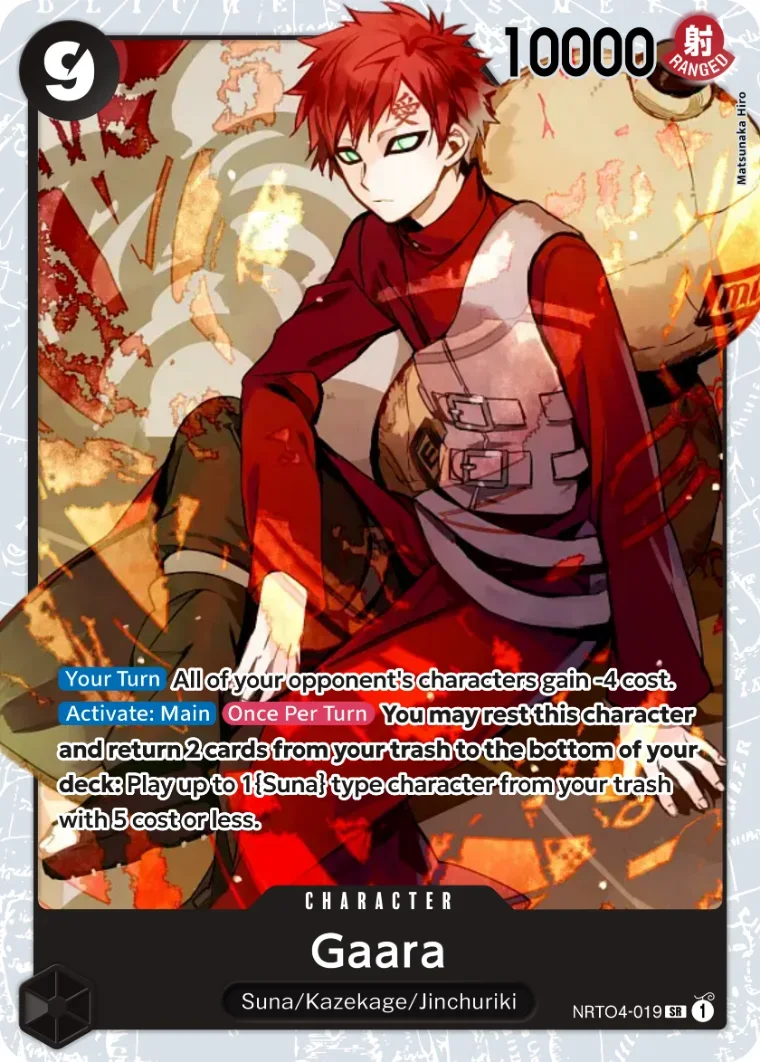 9
10000
射
RANGED
Matsunaka Hiro
愛
Your Turn All of your opponent's characters gain -4 cost.
Activate: Main Once Per Turn You may rest this character
and return 2 cards from your trash to the bottom of your
deck: Play up to 1 {Suna} type character from your trash
with 5 cost or less.
CHARACTER
Gaara
Suna/Kazekage/Jinchuriki
NRTO4-019 SR 1